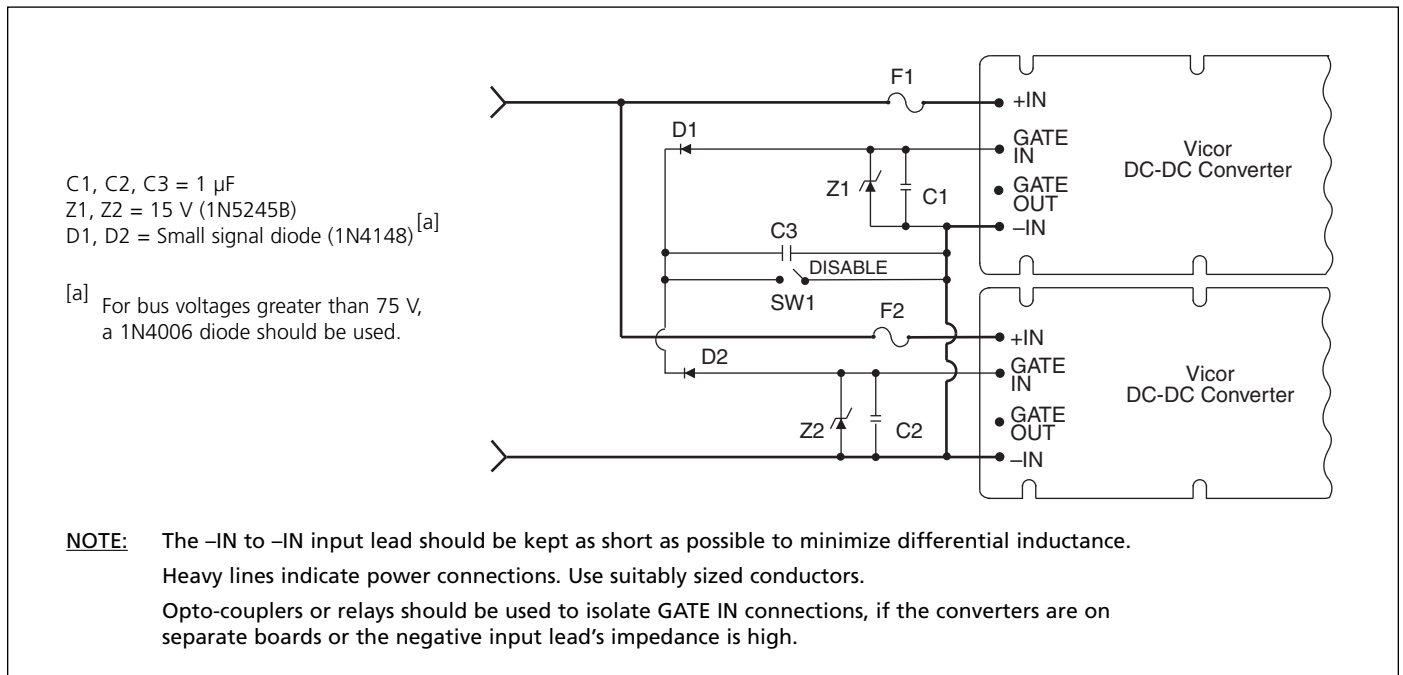 F1
+IN
D1
GATE
IN
Vicor
DC-DC Converter
C1, C2, C3 = 1 µF
Z1, Z2 = 15 V (1N5245B)
D1, D2 = Small signal diode (1N4148) [a]
[a] For bus voltages greater than 75 V,
a 1N4006 diode should be used.
Z1
C1
GATE
OUT
–IN
C3
DISABLE
SW1
F2
+IN
D2
GATE
IN
Vicor
DC-DC Converter
Z2
C2
GATE
OUT
–IN
NOTE: The –IN to –IN input lead should be kept as short as possible to minimize differential inductance.
Heavy lines indicate power connections. Use suitably sized conductors.
Opto-couplers or relays should be used to isolate GATE IN connections, if the converters are on
separate boards or the negative input lead's impedance is high.